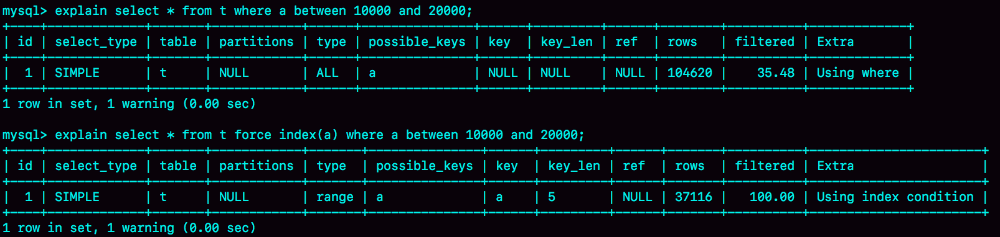 mysql> explain select * from t where a between 10000 and 20000;
+----+-------------+-------+------------+------+---------------+------+---------+------+--------+----------+-------------+
| id | select_type | table | partitions | type | possible_keys | key  | key_len | ref  | rows   | filtered | Extra       |
+----+-------------+-------+------------+------+---------------+------+---------+------+--------+----------+-------------+
|  1 | SIMPLE      | t     | NULL       | ALL  | a             | NULL | NULL    | NULL | 104620 |    35.48 | Using where |
+----+-------------+-------+------------+------+---------------+------+---------+------+--------+----------+-------------+
1 row in set, 1 warning (0.00 sec)
mysql> explain select * from t force index(a) where a between 10000 and 20000;
+----+-------------+-------+------------+-------+---------------+------+---------+------+-------+----------+-----------------------+
| id | select_type | table | partitions | type  | possible_keys | key  | key_len | ref  | rows  | filtered | Extra                 |
+----+-------------+-------+------------+-------+---------------+------+---------+------+-------+----------+-----------------------+
|  1 | SIMPLE      | t     | NULL       | range | a             | a    | 5       | NULL | 37116 |   100.00 | Using index condition |
+----+-------------+-------+------------+-------+---------------+------+---------+------+-------+----------+-----------------------+
1 row in set, 1 warning (0.00 sec)